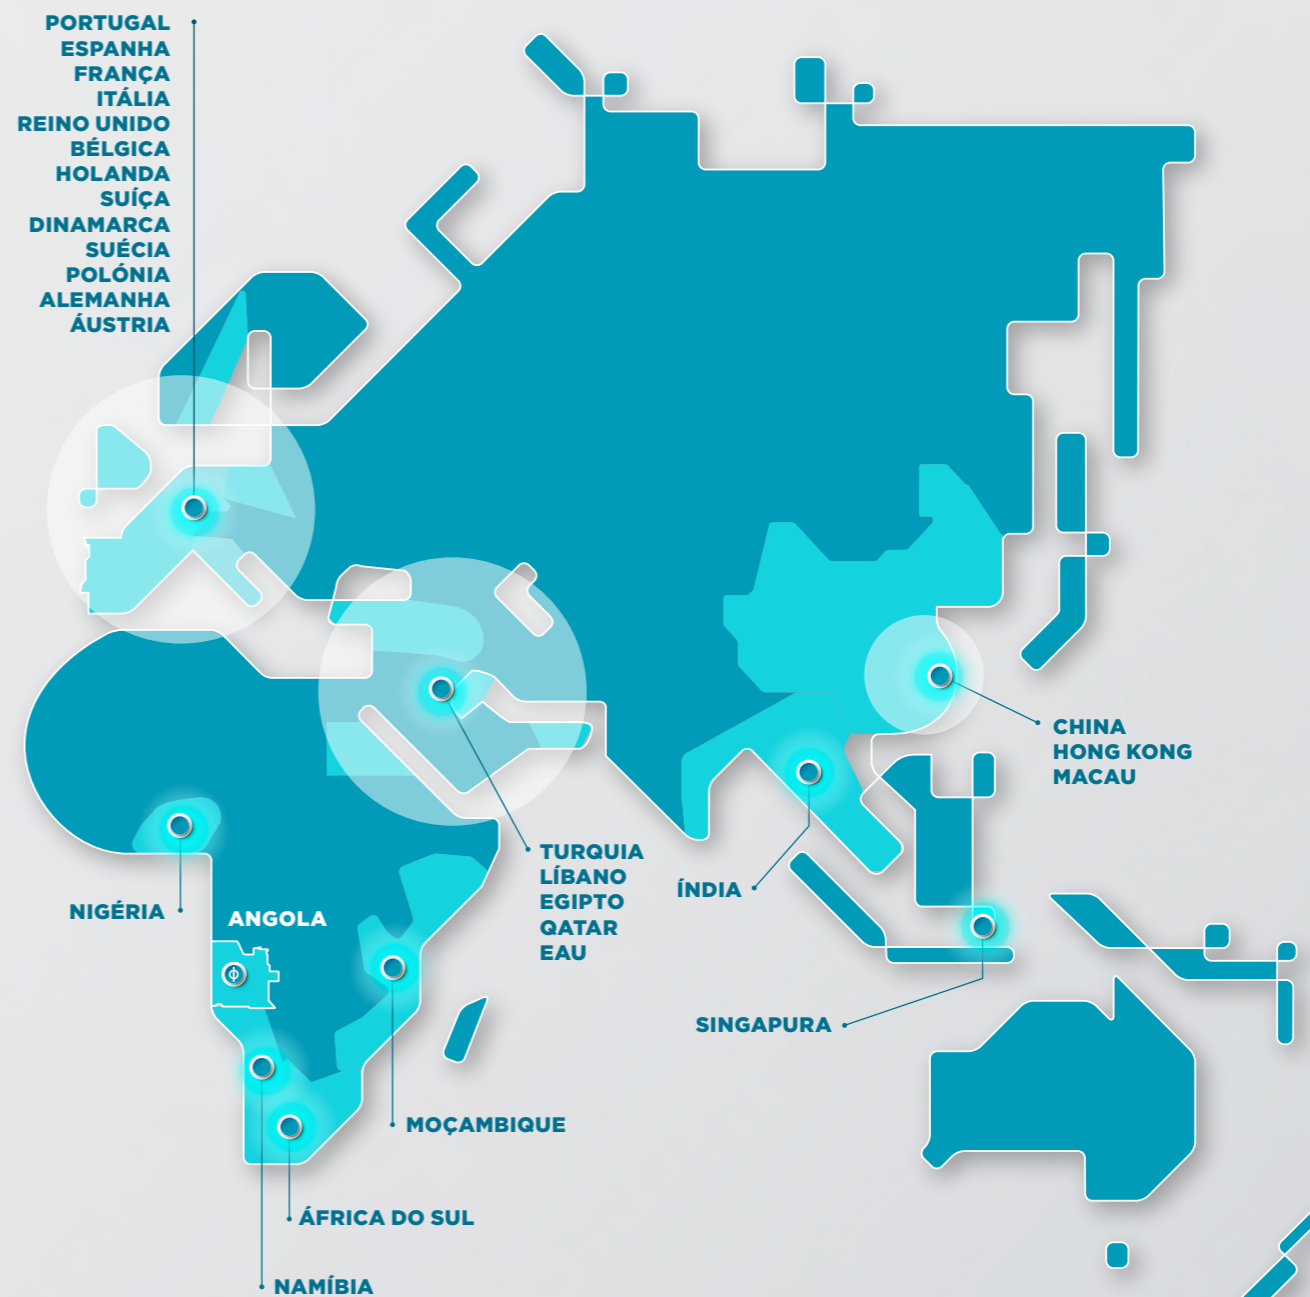 PORTUGAL
ESPANHA
FRANÇA
ITÁLIA
REINO UNIDO
BÉLGICA
HOLANDA
SUÍÇA
DINAMARCA
SUÉCIA
POLÓNIA
ALEMANHA
ÁUSTRIA
CHINA
HONG KONG
MACAU
TURQUIA
LÍBANO
EGIPTO
QATAR
EAU
ÍNDIA
NIGÉRIA
ANGOLA
SINGAPURA
MOÇAMBIQUE
ÁFRICA DO SUL
NAMÍBIA